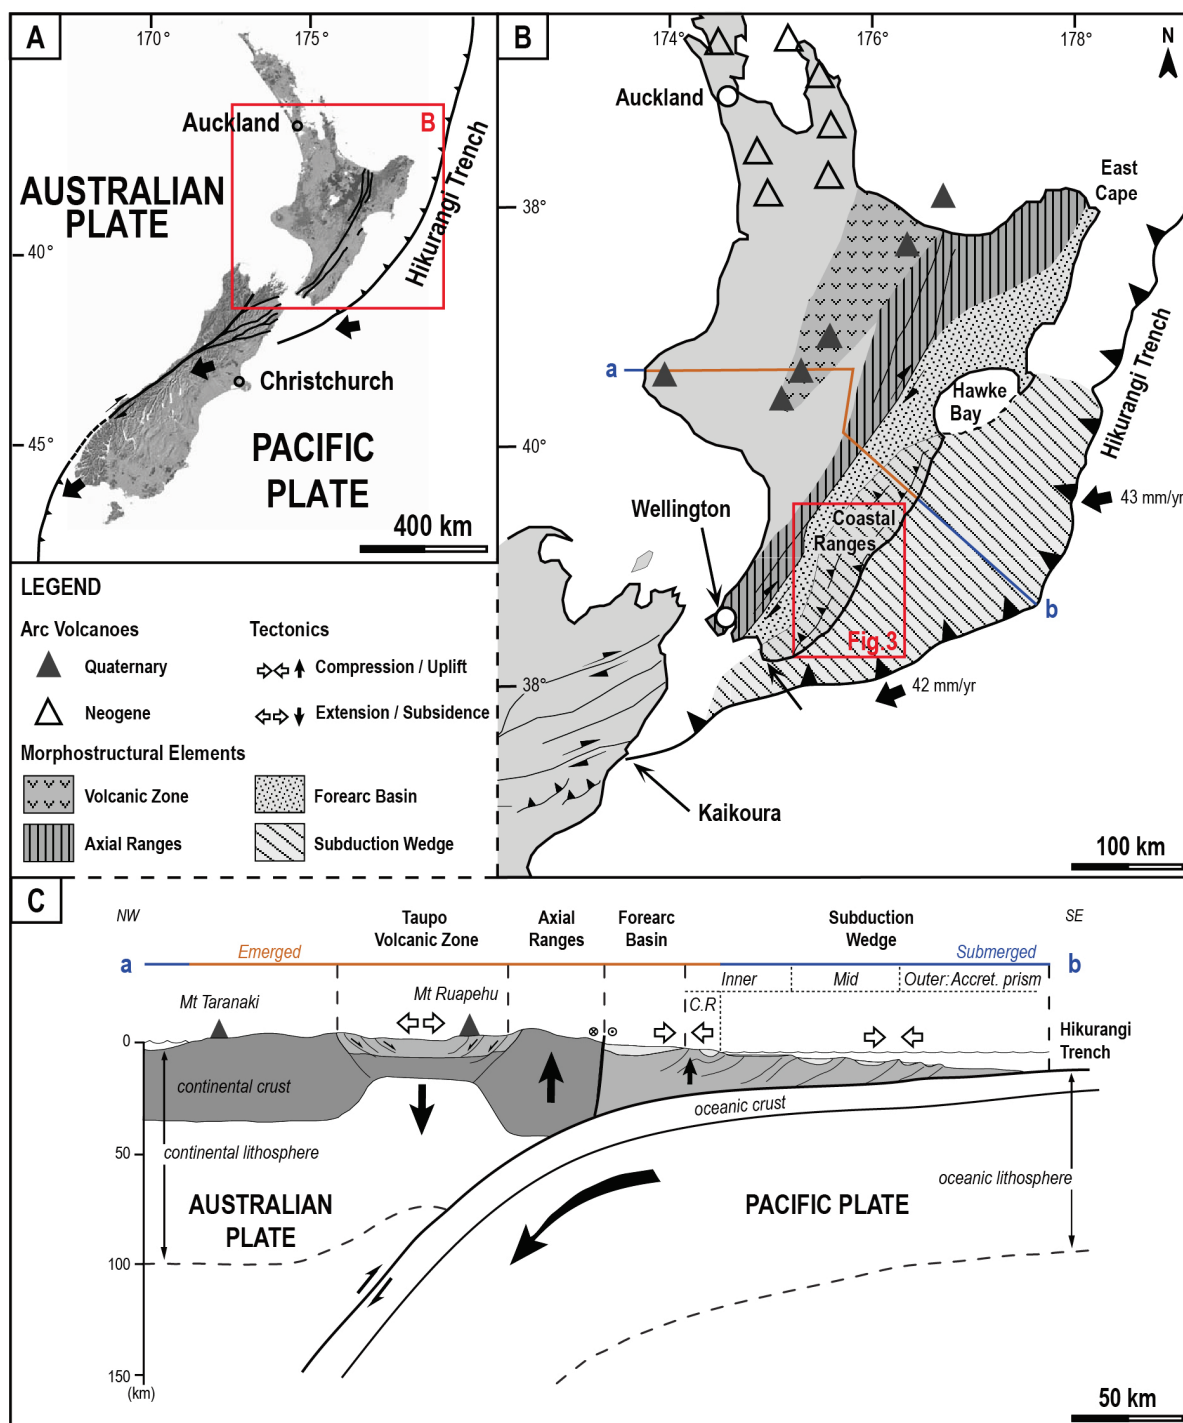 A
170°
175°
Auckland
B
AUSTRALIAN
PLATE
Hikurangi Trench
40°
Christchurch
45°
PACIFIC
PLATE
400 km
B
174°
176°
178°
N
Auckland
East
Cape
38°
a
Hawke
Bay
Hikurangi Trench
40°
43 mm/yr
Wellington
Coastal
Ranges
b
Fig 3
42 mm/yr
38°
Kaikoura
100 km
LEGEND
Arc Volcanoes
Tectonics
Quaternary
Compression / Uplift
Neogene
Extension / Subsidence
Morphostructural Elements
Volcanic Zone
Forearc Basin
Axial Ranges
Subduction Wedge
C
NW
Taupo
Volcanic Zone
Axial
Ranges
Forearc
Basin
Subduction
Wedge
SE
a
Emerged
Submerged
b
Inner
Mid
Outer: Accret. prism
Mt Taranaki
Mt Ruapehu
C.R
0
Hikurangi
Trench
continental crust
oceanic crust
50
continental lithosphere
oceanic lithosphere
AUSTRALIAN
PLATE
PACIFIC PLATE
100
150
(km)
50 km